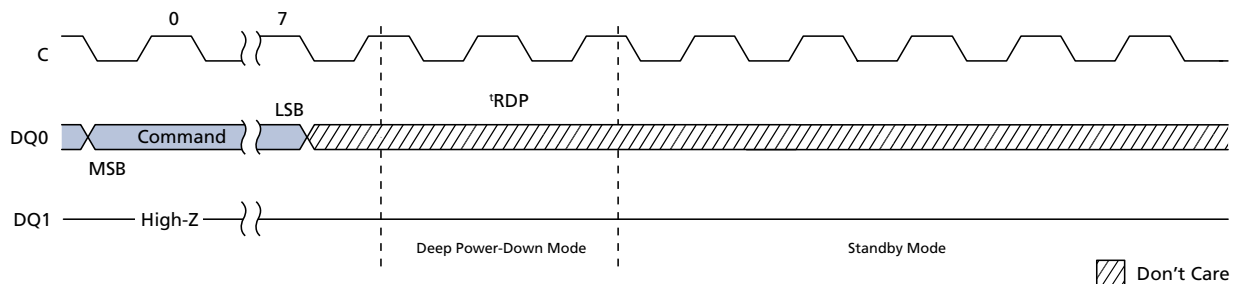 0 7
C
LSB
tRDP
DQ0 Command
MSB
DQ1 High-Z
Deep Power-Down Mode Standby Mode
Don't Care